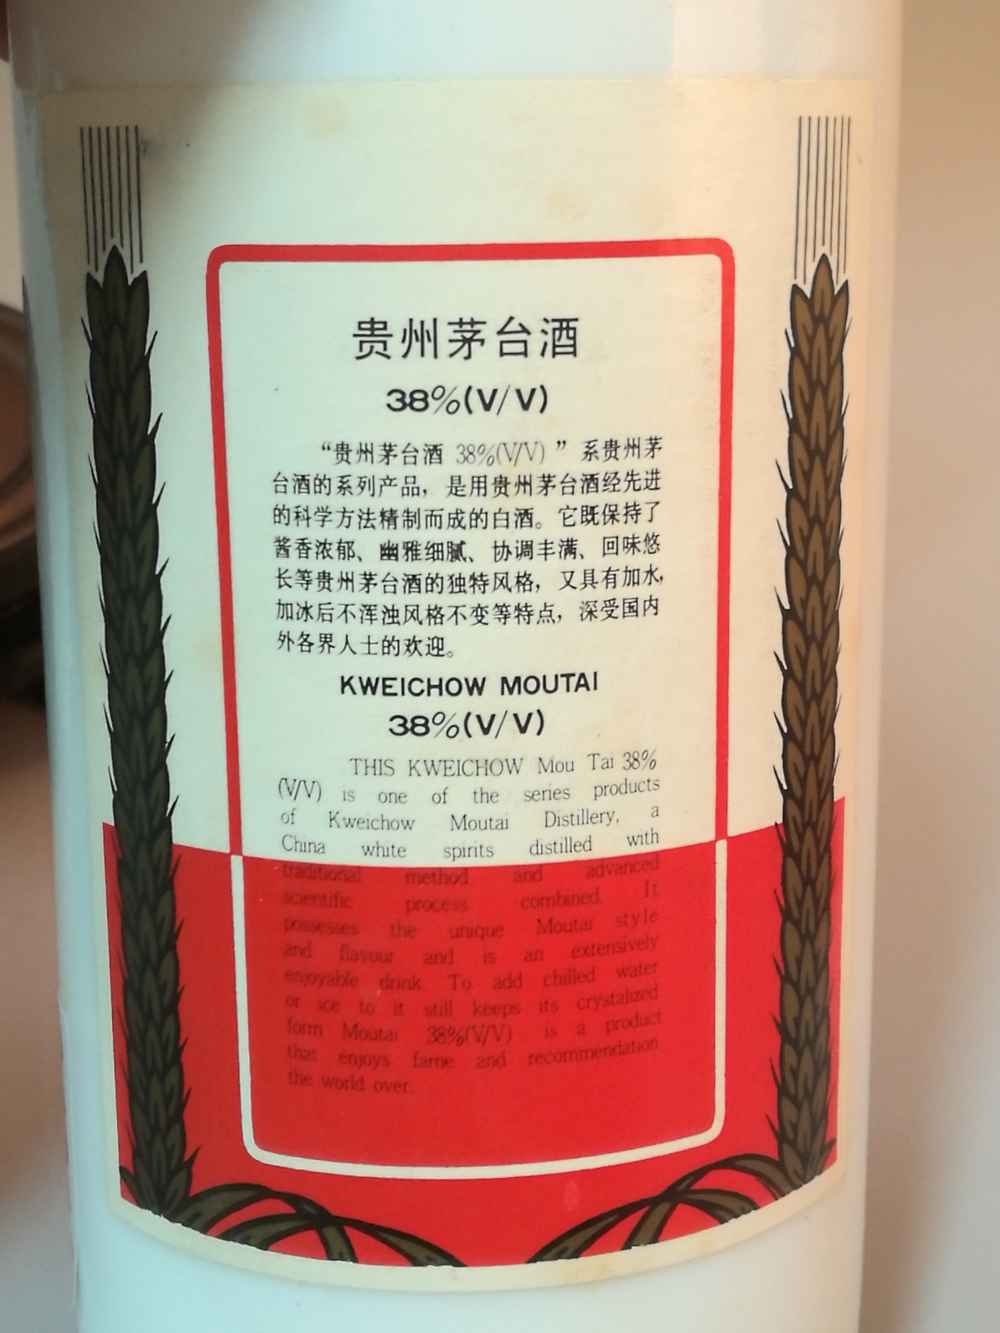 贵州茅台酒
38%(V/V)
“贵州茅台酒 38%(V/V)”系贵州茅
台酒的系列产品，是用贵州茅台酒经先进
的科学方法精制而成的白酒。它既保持了
酱香浓郁、幽雅细腻、协调丰满、回味悠
长等贵州茅台酒的独特风格，又具有加水,
加冰后不浑浊风格不变等特点，深受国内
外各界人士的欢迎。
KWEICHOW MOUTAI
38%(V/V)
THIS KWEICHOW Mou Tai 38%
(V/V) is one of the series products
of Kweichow Moutai Distillery, a
China white spirits distilled with
traditional method and advanced
scientific process combined. It
possesses the unique Moutai style
and flavour and is an extensively
enjoyable drink. To add chilled water
or ice to it still keeps its crystalized
form Moutai 38%(V/V) is a product
that enjoys fame and recommendation
the world over.